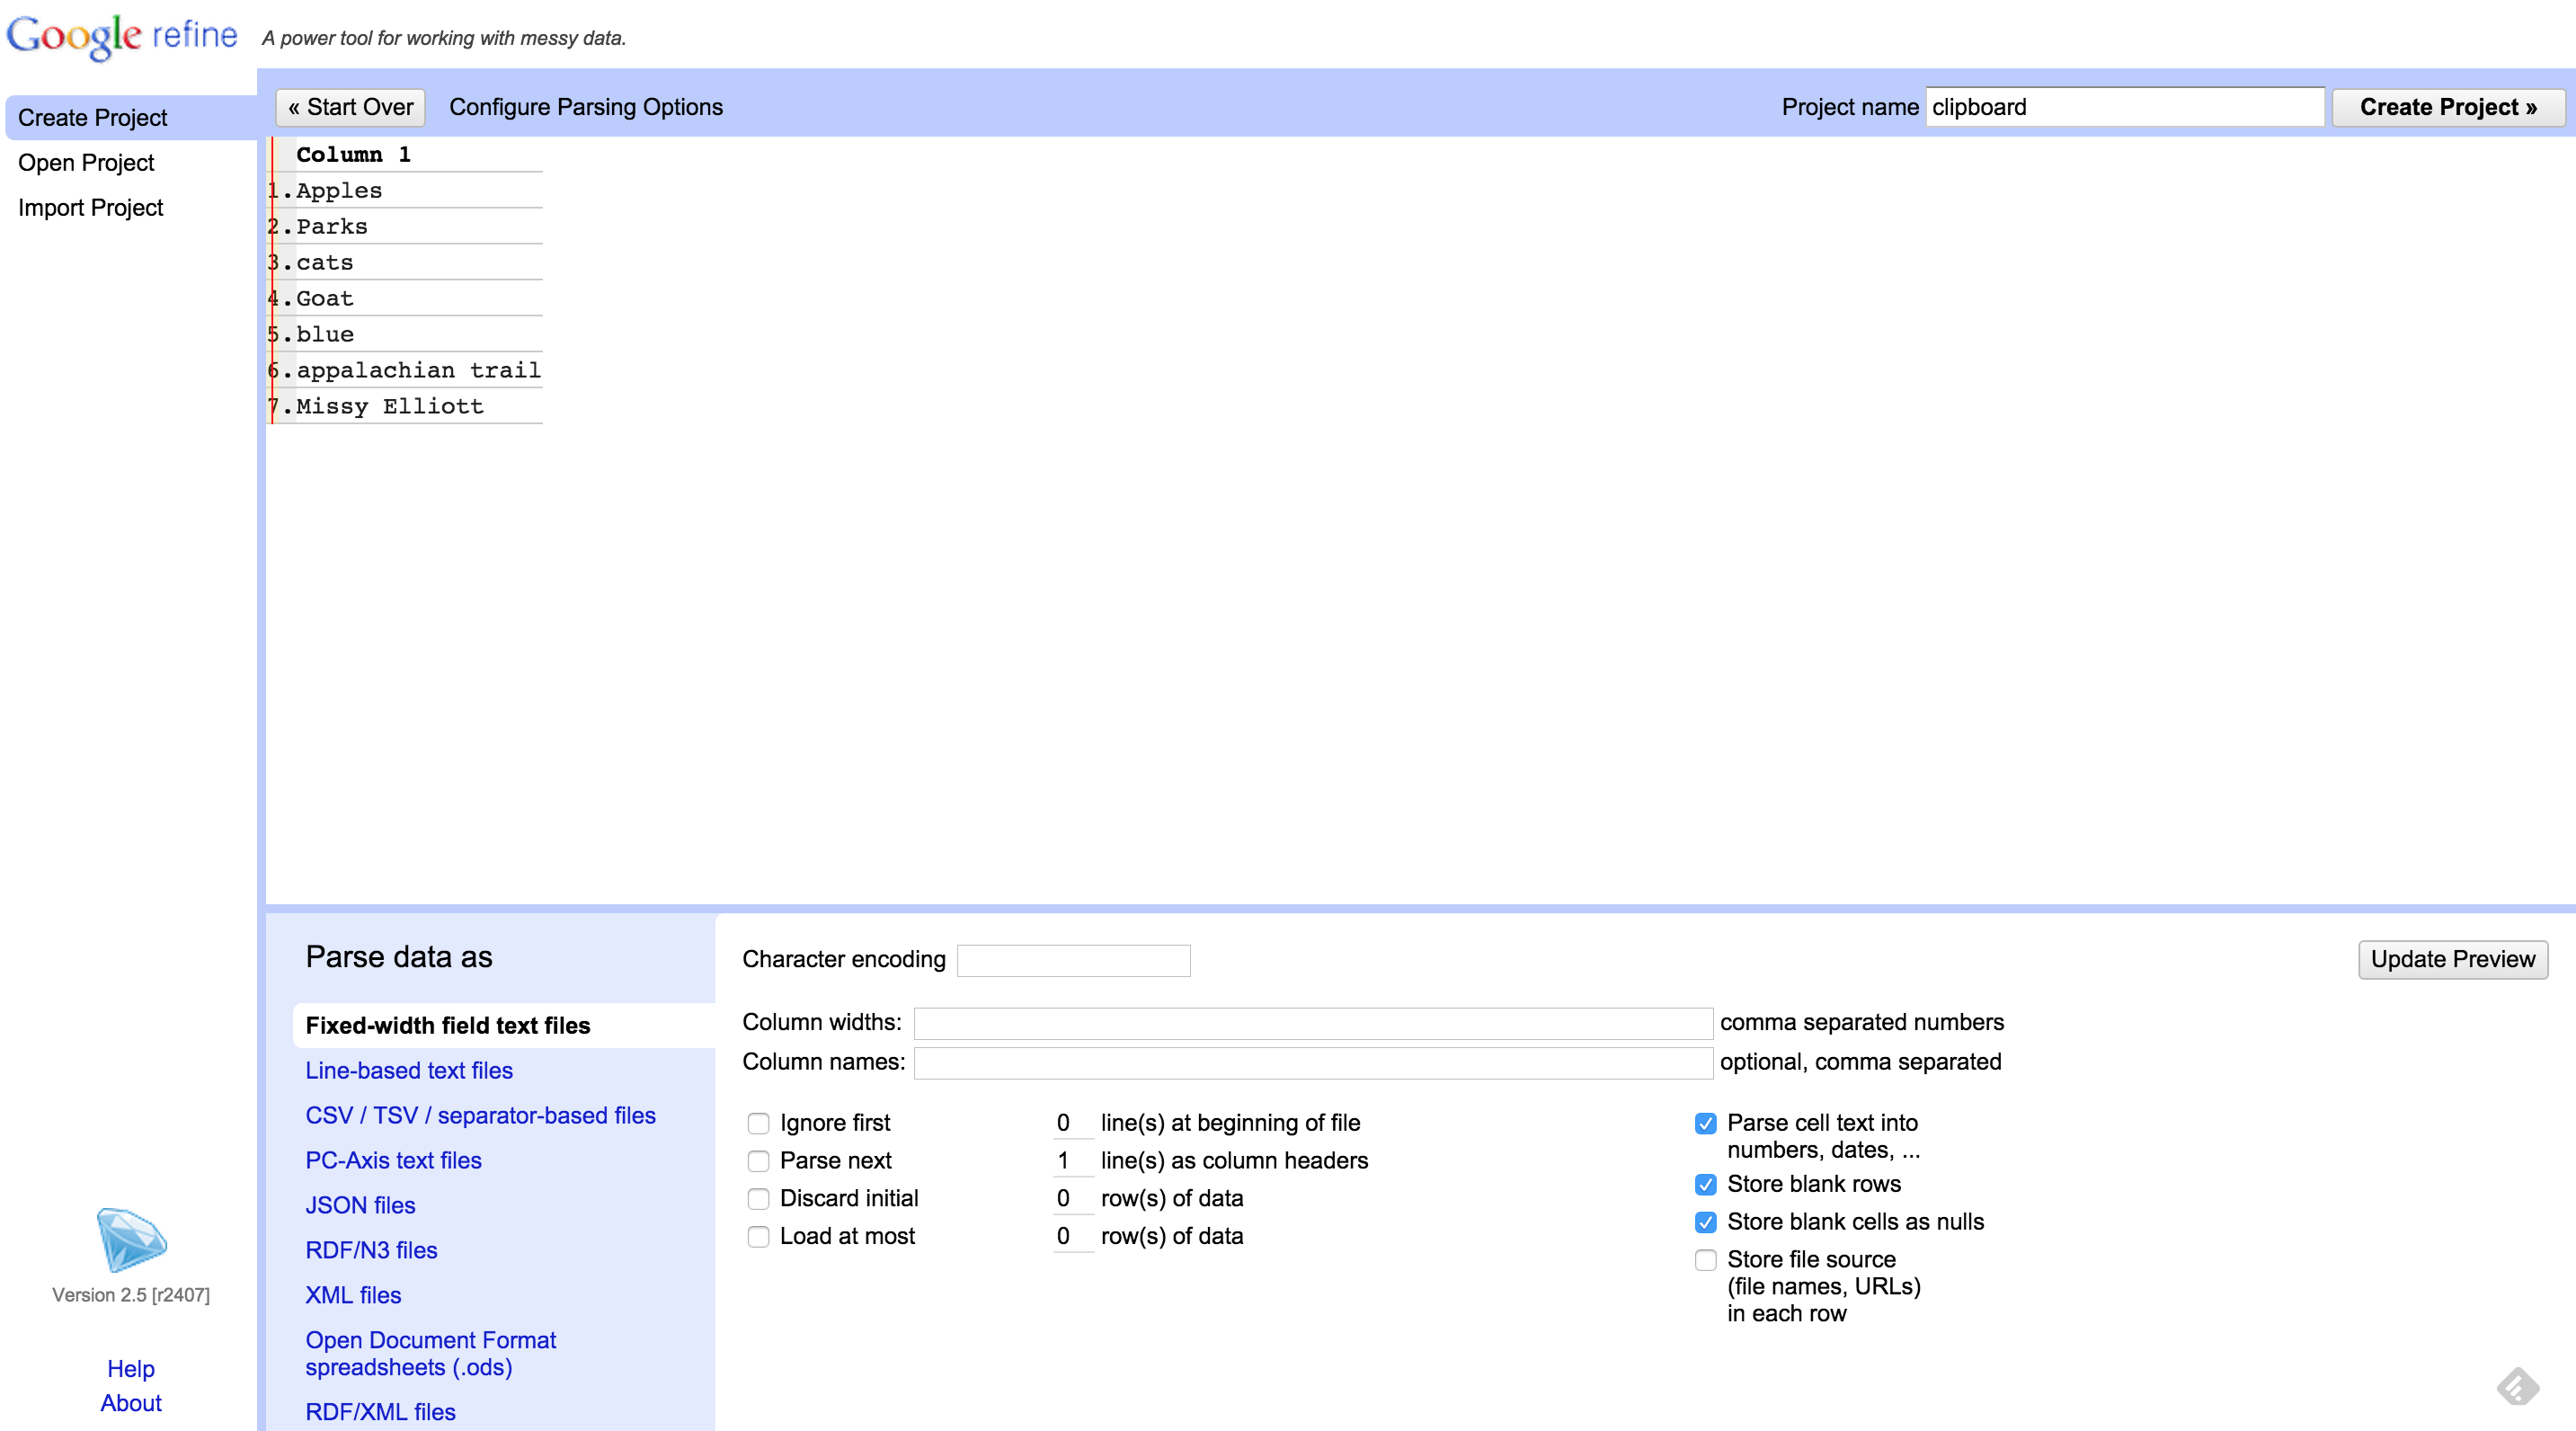 Google refine A power tool for working with messy data.
Create Project
Open Project
Import Project
« Start Over Configure Parsing Options Project name clipboard Create Project »
Column 1
1. Apples
2. Parks
3. cats
4. Goat
5. blue
6. appalachian trail
7. Missy Elliott
Parse data as
Fixed-width field text files
Line-based text files
CSV / TSV / separator-based files
PC-Axis text files
JSON files
RDF/N3 files
XML files
Open Document Format
spreadsheets (.ods)
RDF/XML files
Character encoding Update Preview
Column widths: comma separated numbers
Column names: optional, comma separated
Ignore first 0 line(s) at beginning of file
Parse next 1 line(s) as column headers
Discard initial 0 row(s) of data
Load at most 0 row(s) of data
Parse cell text into
numbers, dates, ...
Store blank rows
Store blank cells as nulls
Store file source
(file names, URLs)
in each row
Version 2.5 [r2407]
Help
About